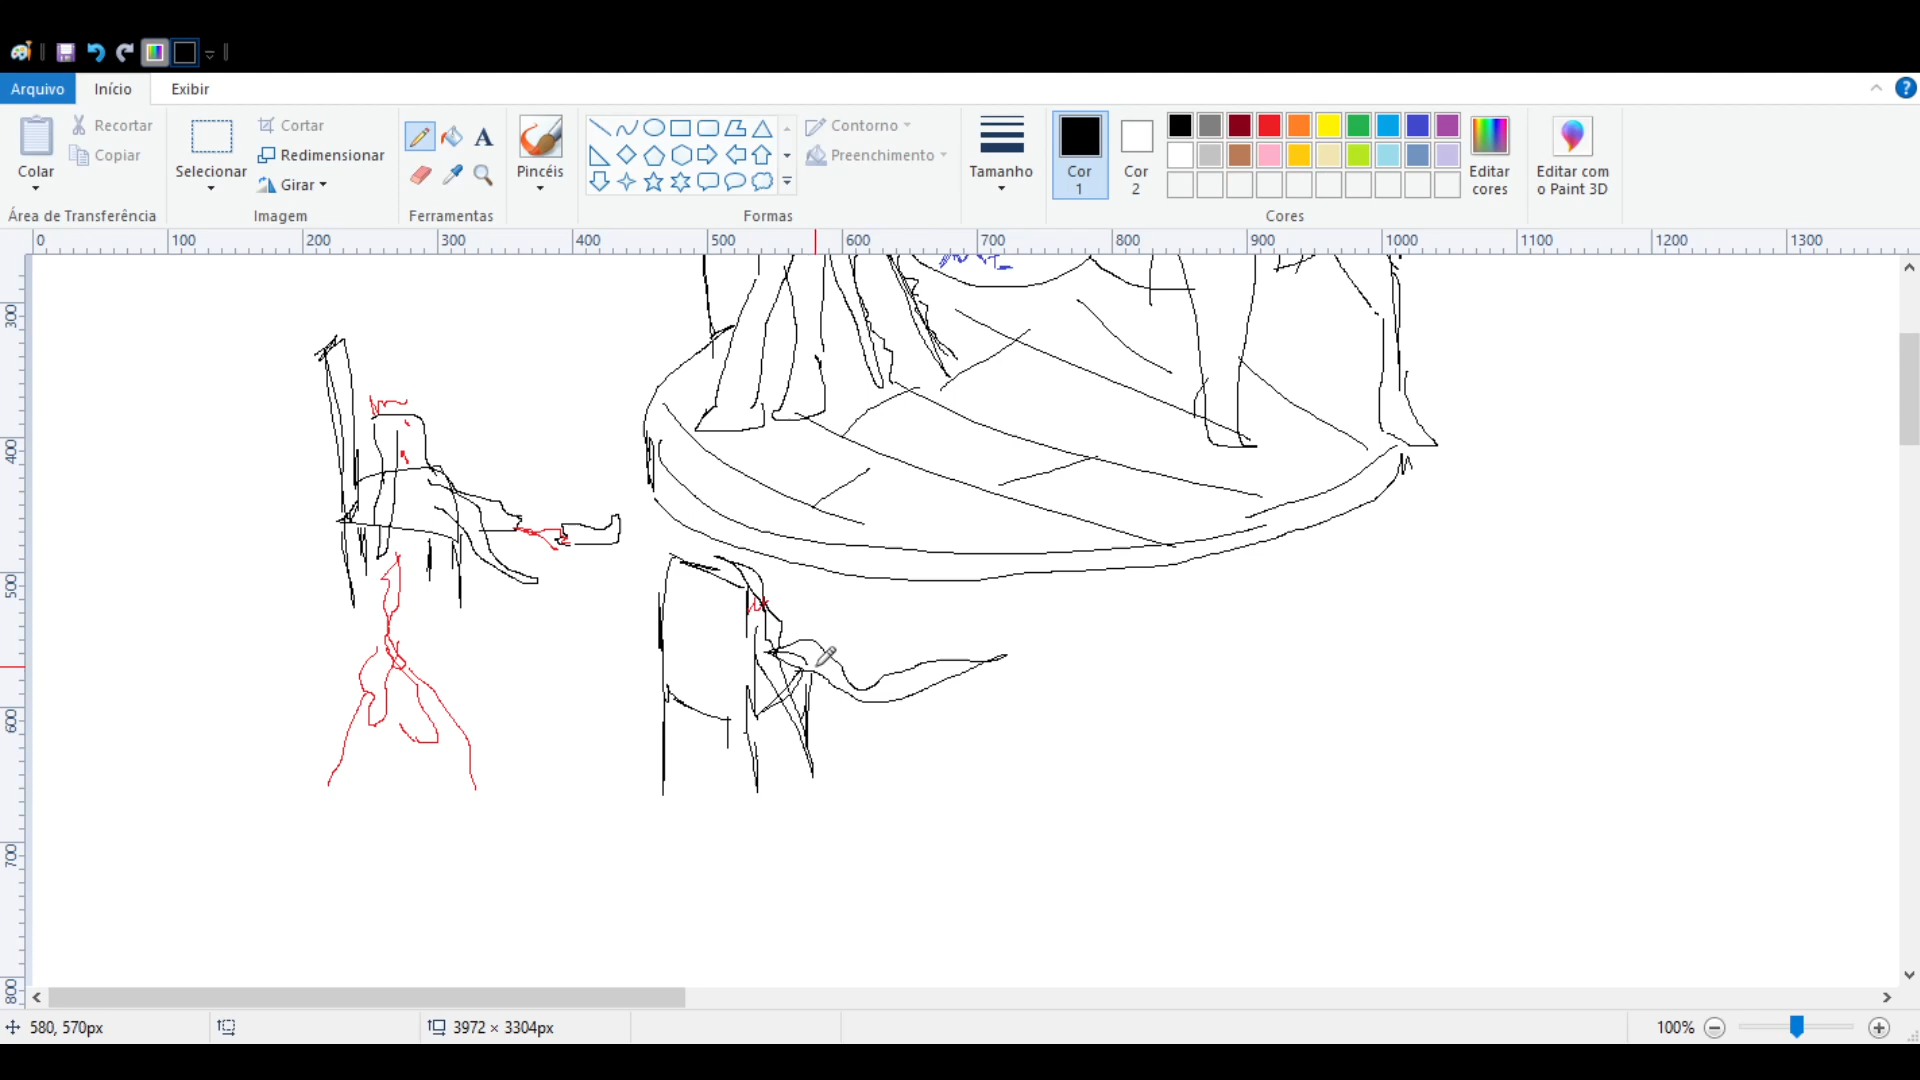 Arquivo Início Exibir
Colar Recortar Copiar
Área de Transferência
Selecionar Cortar Redimensionar Girar
Imagem
A
Ferramentas
Pincéis
Contorno Preenchimento
Formas
Tamanho
Cor 1
Cor 2
Editar cores
Cores
Editar com o Paint 3D
0 100 200 300 400 500 600 700 800 900 1000 1100 1200 1300
300
400
500
600
700
800
580, 570px
3972 × 3304px
100%